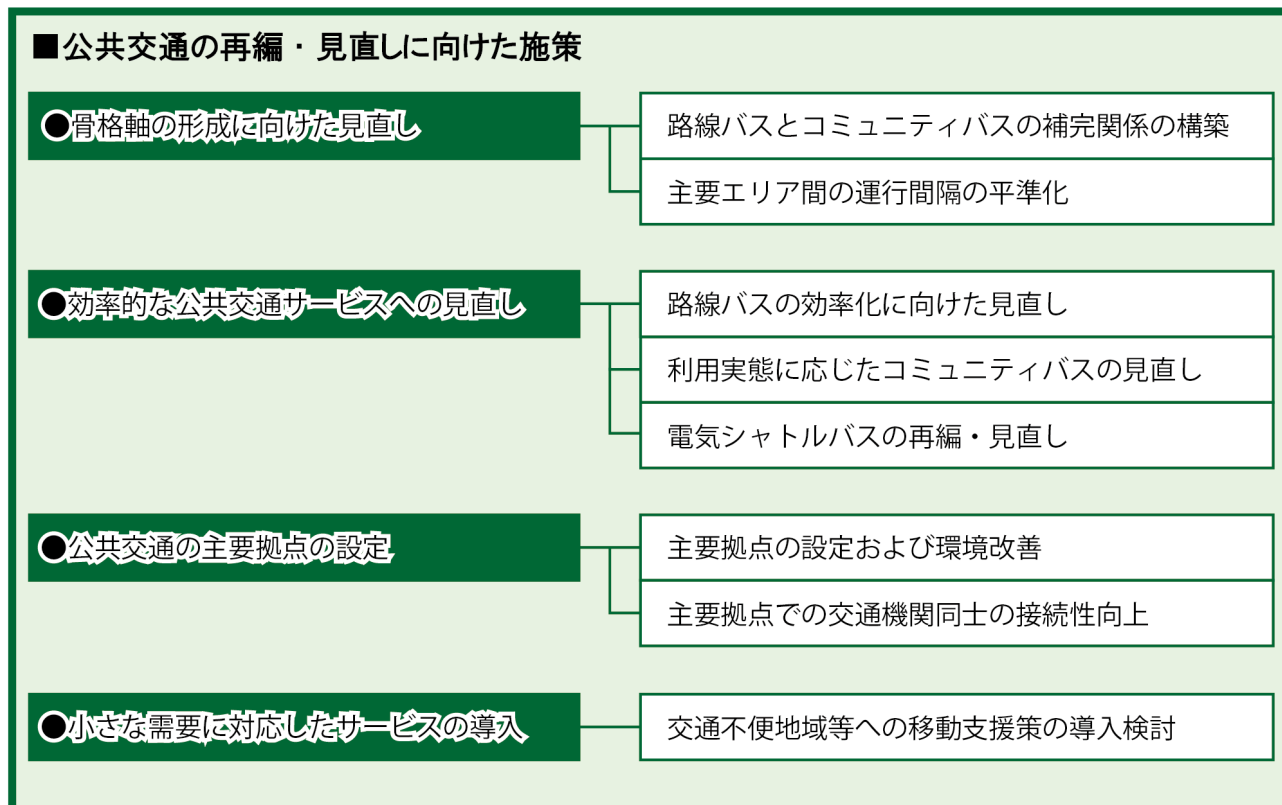 ■公共交通の再編・見直しに向けた施策
●骨格軸の形成に向けた見直し
路線バスとコミュニティバスの補完関係の構築
主要エリア間の運行間隔の平準化
●効率的な公共交通サービスへの見直し
路線バスの効率化に向けた見直し
利用実態に応じたコミュニティバスの見直し
電気シャトルバスの再編・見直し
●公共交通の主要拠点の設定
主要拠点の設定および環境改善
主要拠点での交通機関同士の接続性向上
●小さな需要に対応したサービスの導入
交通不便地域等への移動支援策の導入検討